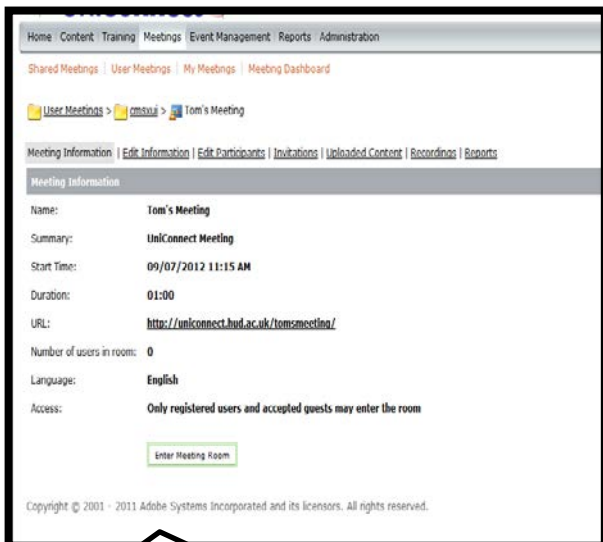 Home Content Training Meetings Event Management Reports Administration
Shared Meetings | User Meetings | My Meetings | Meeting Dashboard
User Meetings > cmsxui > Tom's Meeting
Meeting Information | Edit Information | Edit Participants | Invitations | Uploaded Content | Recordings | Reports
Meeting Information
Name: Tom's Meeting
Summary: UniConnect Meeting
Start Time: 09/07/2012 11:15 AM
Duration: 01:00
URL: http://uniconnect.hud.ac.uk/tomsmeeting/
Number of users in room: 0
Language: English
Access: Only registered users and accepted guests may enter the room
Enter Meeting Room
Copyright © 2001 - 2011 Adobe Systems Incorporated and its licensors. All rights reserved.